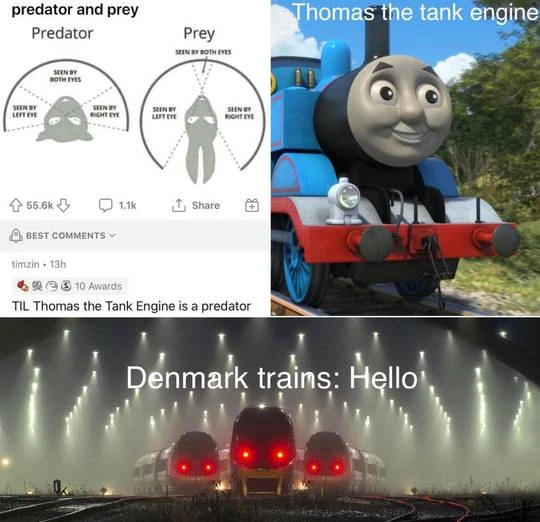 predator and prey
Predator
Prey
SEEN BY BOTH EYES
SEEN BY
BOTH EYES
SEEN BY
LEFT EYE
SEEN BY
RIGHT EYE
SEEN BY
LEFT EYE
SEEN BY
RIGHT EYE
55.6k
1.1k
Share
BEST COMMENTS
timzin • 13h
10 Awards
TIL Thomas the Tank Engine is a predator
Thomas the tank engine
Denmark trains: Hello